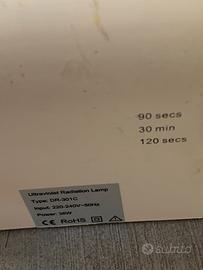 90 secs
30 min
120 secs
Ultraviolet Radiation Lamp
Type: DR-301C
Input: 220-240V~50Hz
Power: 36W
CE RoHS
subito